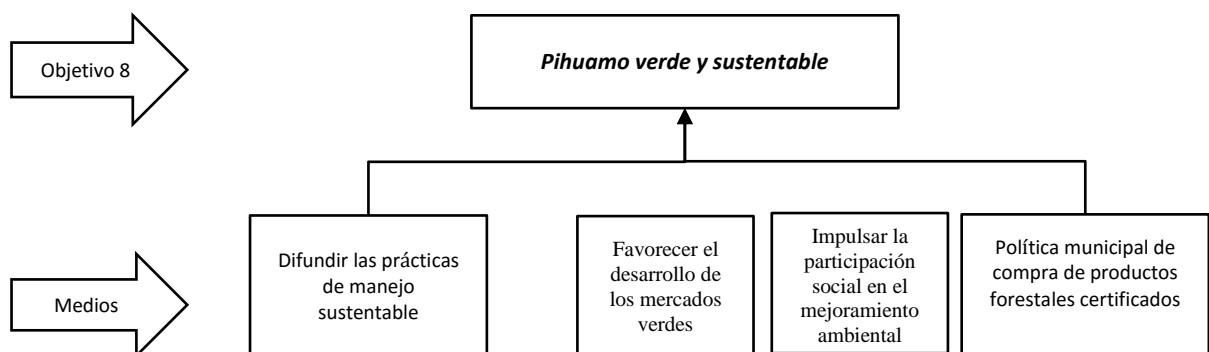 Objetivo 8
Pihuamo verde y sustentable
Medios
Difundir las prácticas
de manejo
sustentable
Favorecer el
desarrollo de
los mercados
verdes
Impulsar la
participación
social en el
mejoramiento
ambiental
Política municipal de
compra de productos
forestales certificados